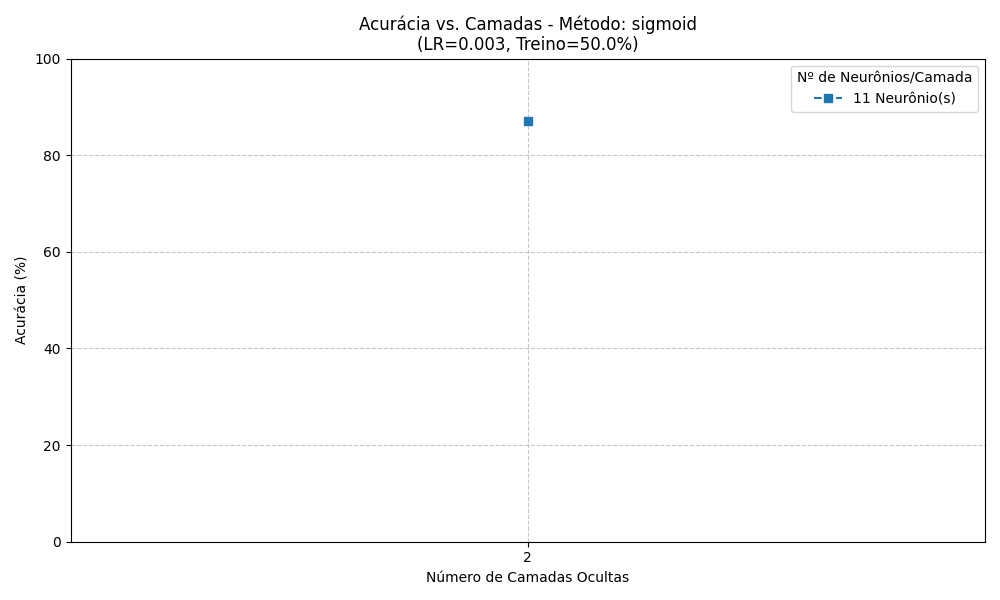 Acurácia vs. Camadas - Método: sigmoid
(LR=0.003, Treino=50.0%)
Nº de Neurônios/Camada
11 Neurônio(s)
100
80
60
40
20
0
Acurácia (%)
2
Número de Camadas Ocultas